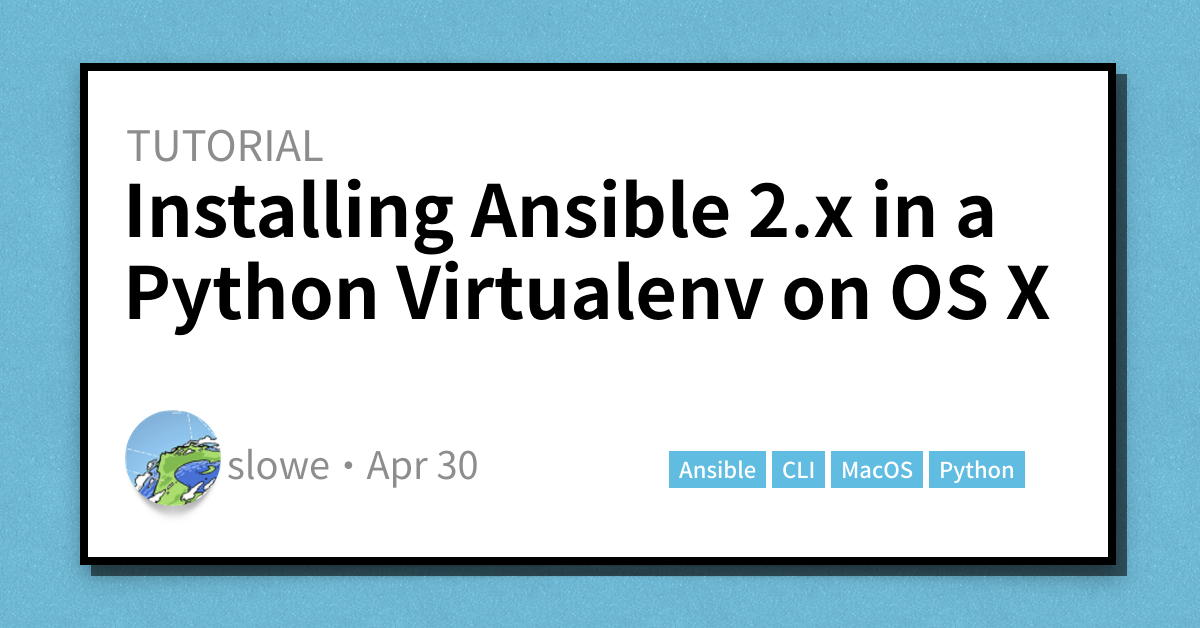 TUTORIAL
Installing Ansible 2.x in a
Python Virtualenv on OS X
slowe • Apr 30
Ansible CLI MacOS Python